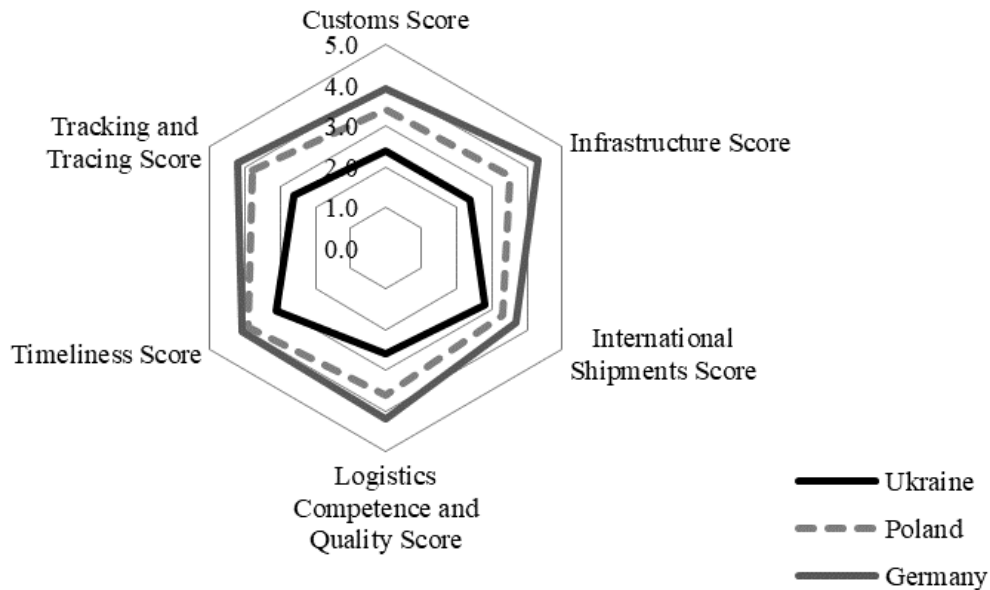 Customs Score
5.0
4.0
3.0
2.0
1.0
0.0
Tracking and
Tracing Score
Infrastructure Score
Timeliness Score
International
Shipments Score
Logistics
Competence and
Quality Score
Ukraine
Poland
Germany